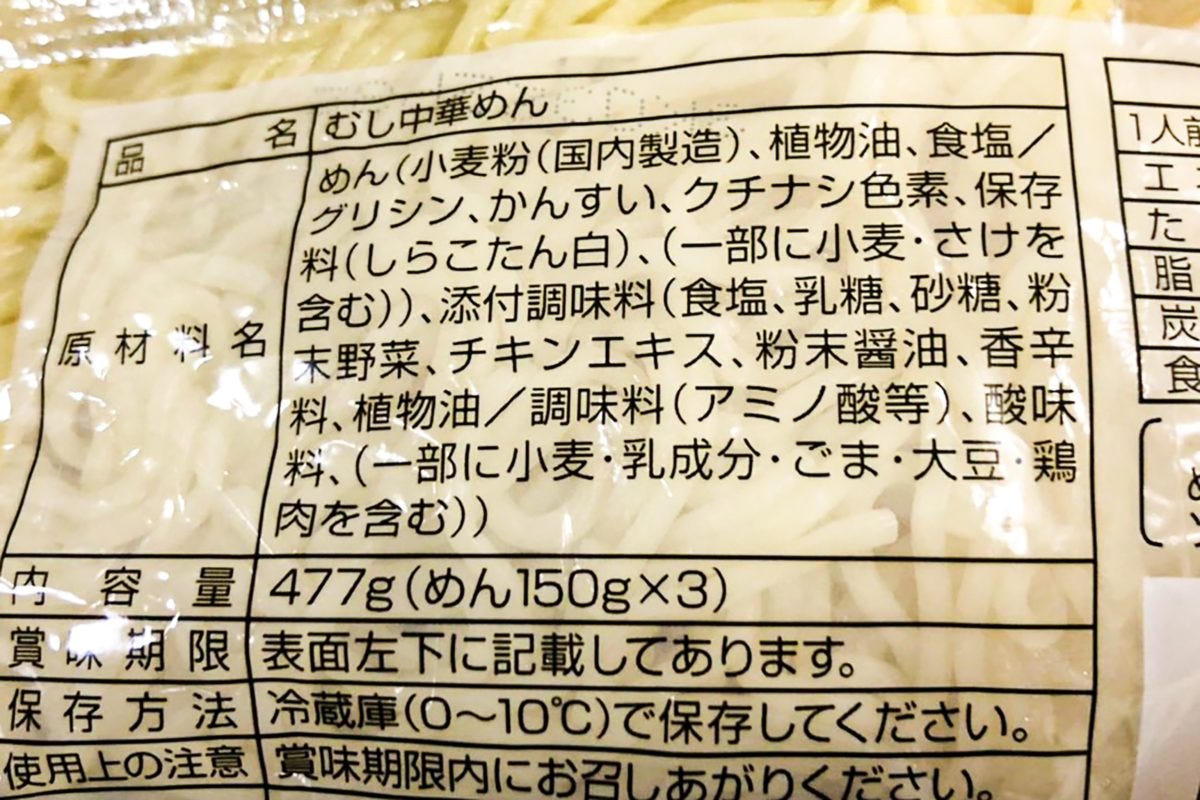 品名 むし中華めん
原材料名
めん(小麦粉(国内製造)、植物油、食塩／
グリシン、かんすい、クチナシ色素、保存
料(しらこたん白)、(一部に小麦・さけを
含む))、添付調味料(食塩、乳糖、砂糖、粉
末野菜、チキンエキス、粉末醤油、香辛
料、植物油／調味料(アミノ酸等)、酸味
料、(一部に小麦・乳成分・ごま・大豆・鶏
肉を含む))
内容量 477g(めん150g×3)
賞味期限 表面左下に記載してあります。
保存方法 冷蔵庫(0～10℃)で保存してください。
使用上の注意 賞味期限内にお召しあがりください。
1人前
エ
た
脂
炭
食
め